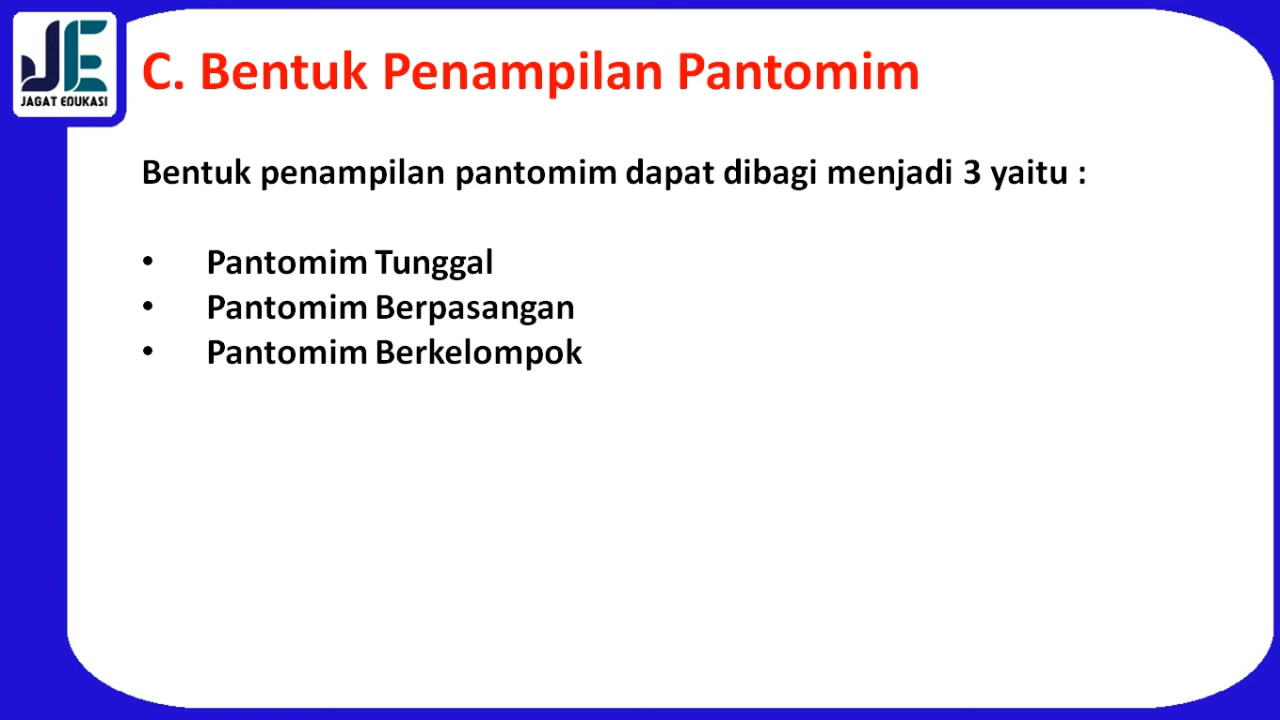 JE
JAGAT EDUKASI
C. Bentuk Penampilan Pantomim
Bentuk penampilan pantomim dapat dibagi menjadi 3 yaitu :
• Pantomim Tunggal
• Pantomim Berpasangan
• Pantomim Berkelompok